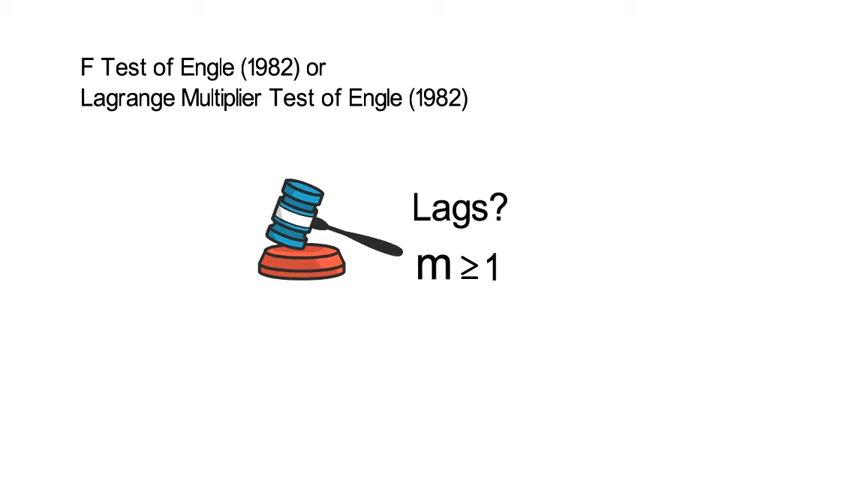 F Test of Engle (1982) or
Lagrange Multiplier Test of Engle (1982)
Lags?
m ≥ 1